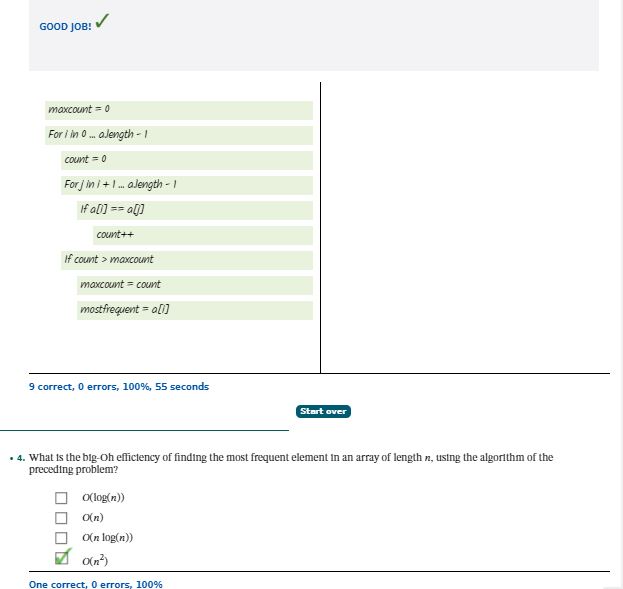 GOOD JOB!
maxcount = 0
For i in 0 ... a.length - 1
count = 0
For j in i + 1 ... a.length - 1
If a[i] == a[j]
count++
If count > maxcount
maxcount = count
mostfrequent = a[i]
9 correct, 0 errors, 100%, 55 seconds
Start over
• 4. What is the big-Oh efficiency of finding the most frequent element in an array of length n, using the algorithm of the
preceding problem?
O(log(n))
O(n)
O(n log(n))
O(n²)
One correct, 0 errors, 100%